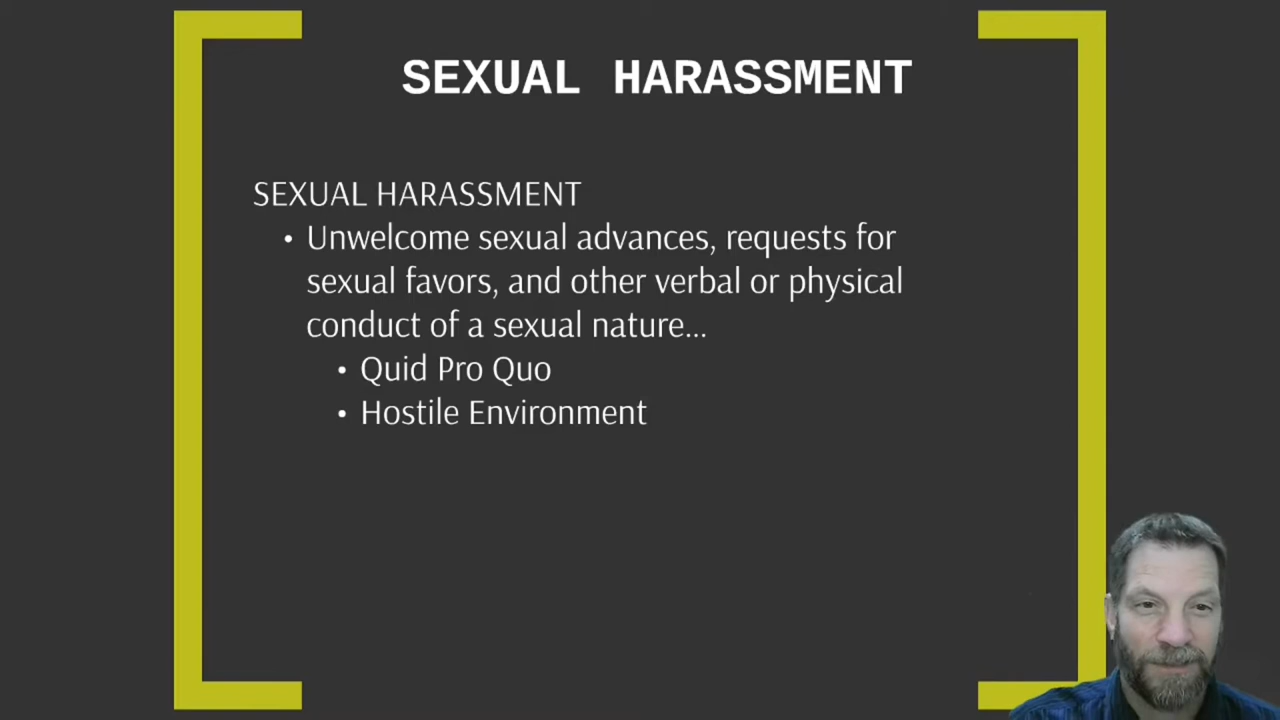 SEXUAL HARASSMENT
SEXUAL HARASSMENT
• Unwelcome sexual advances, requests for
sexual favors, and other verbal or physical
conduct of a sexual nature...
• Quid Pro Quo
• Hostile Environment